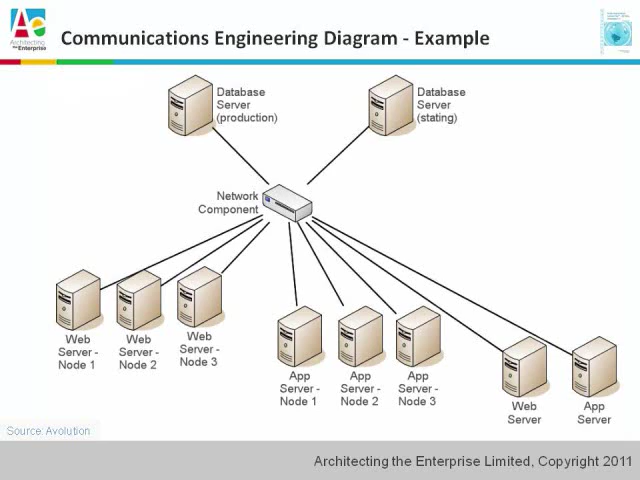 Architecting
the Enterprise
Communications Engineering Diagram - Example
Database
Server
(production)
Database
Server
(stating)
Network
Component
Web
Server -
Node 1
Web
Server -
Node 2
Web
Server -
Node 3
App
Server -
Node 1
App
Server -
Node 2
App
Server -
Node 3
Web
Server
App
Server
Source: Avolution
Architecting the Enterprise Limited, Copyright 2011